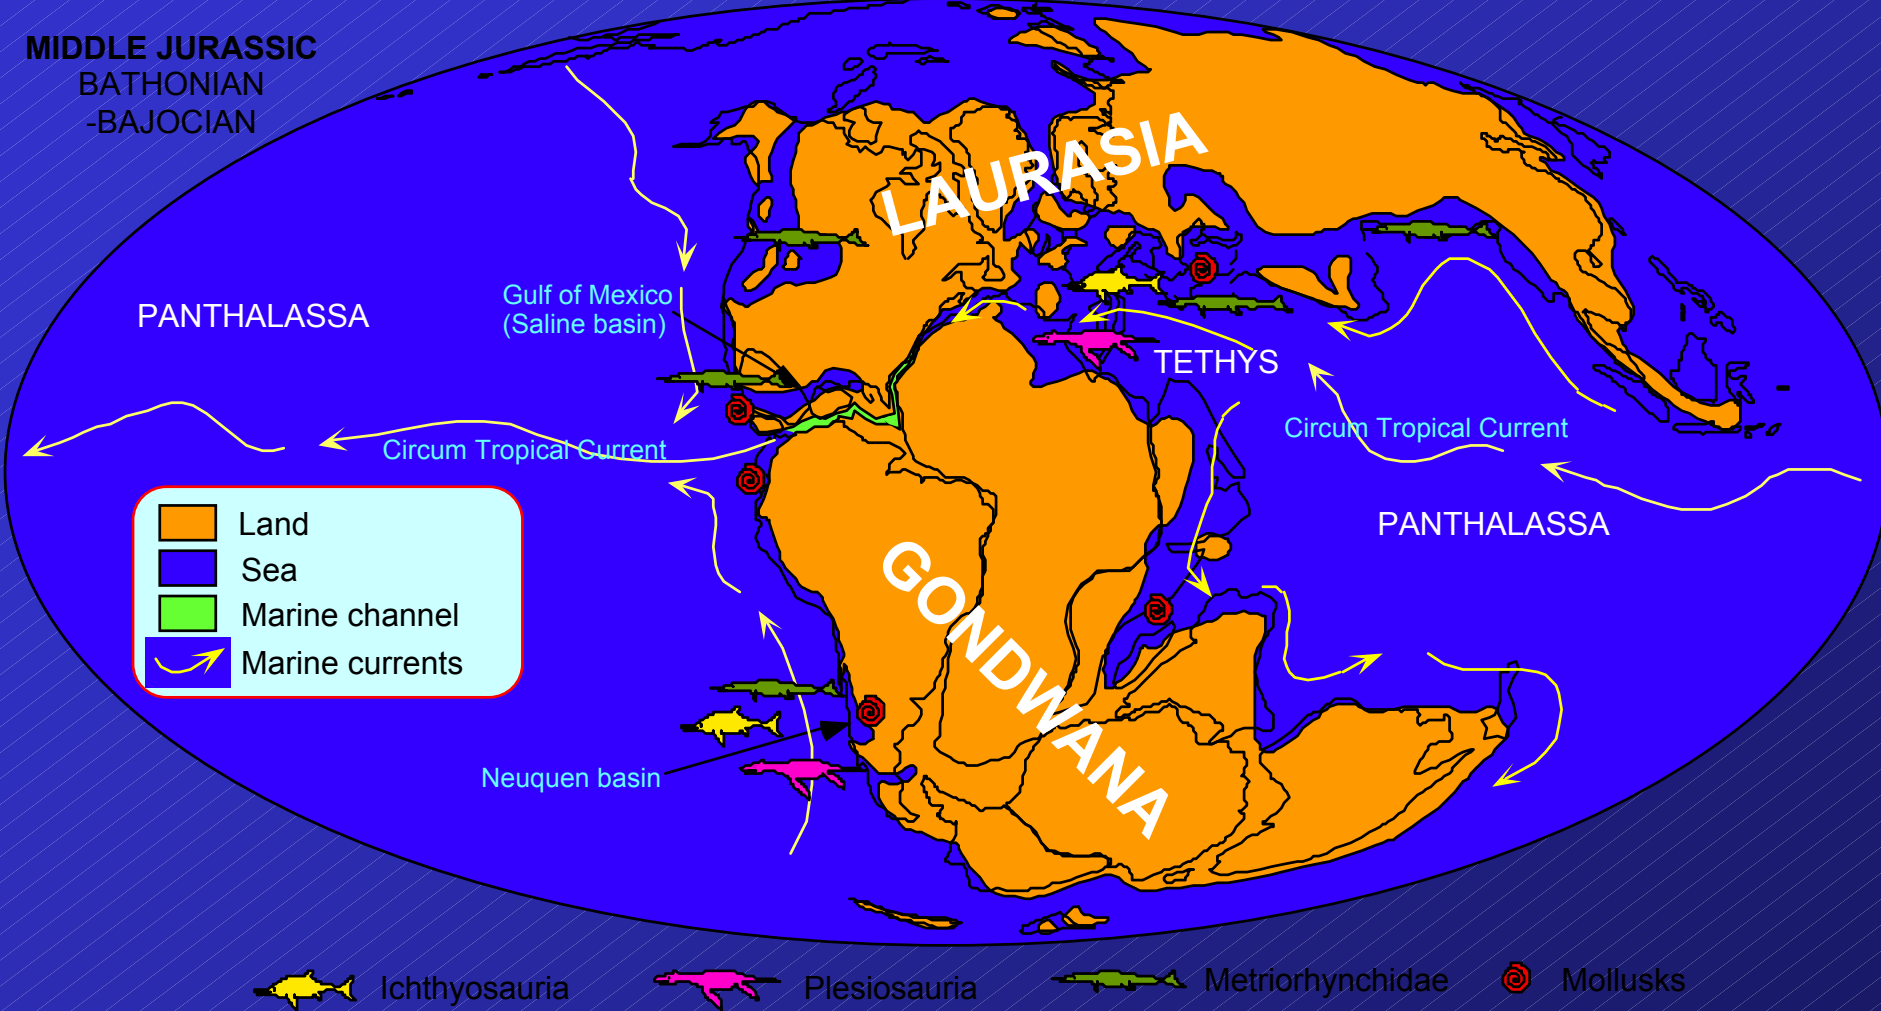 MIDDLE JURASSIC
BATHONIAN
-BAJOCIAN
LAURASIA
Gulf of Mexico
(Saline basin)
PANTHALASSA
TETHYS
Circum Tropical Current
Circum Tropical Current
PANTHALASSA
Land
Sea
Marine channel
Marine currents
GONDWANA
Neuquen basin
Ichthyosauria
Plesiosauria
Metriorhynchidae
Mollusks